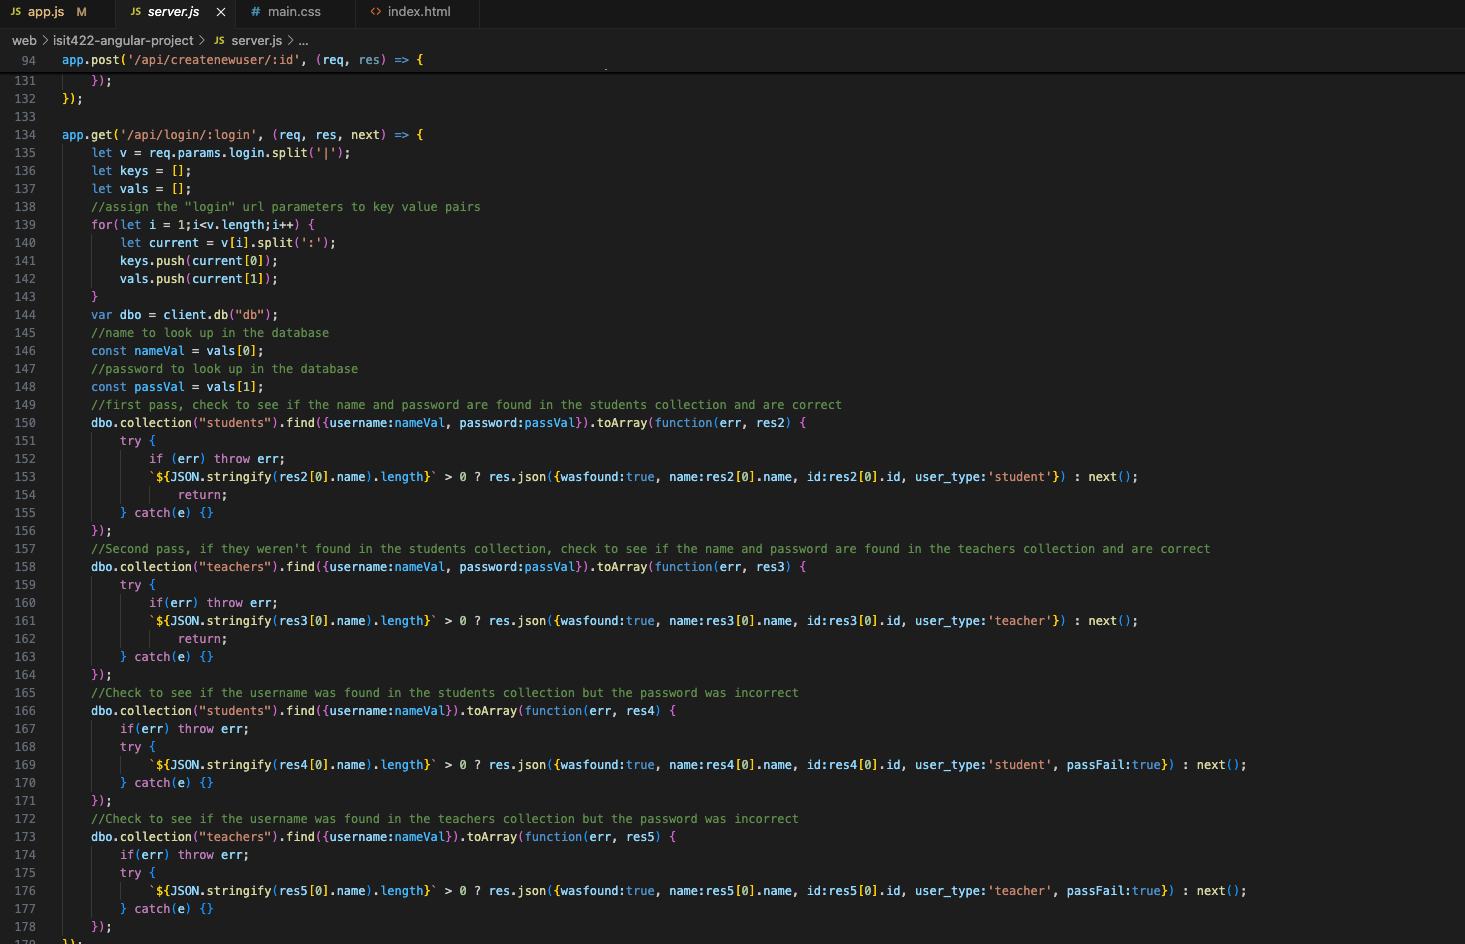 JS app.js M JS server.js × # main.css <> index.html
web > isit422-angular-project > JS server.js > ...
94 app.post('/api/createnewuser/:id', (req, res) => {
131 });
132 });
133
134 app.get('/api/login/:login', (req, res, next) => {
135 let v = req.params.login.split('|');
136 let keys = [];
137 let vals = [];
138 //assign the "login" url parameters to key value pairs
139 for(let i = 1;i<v.length;i++) {
140 let current = v[i].split(':');
141 keys.push(current[0]);
142 vals.push(current[1]);
143 }
144 var dbo = client.db("db");
145 //name to look up in the database
146 const nameVal = vals[0];
147 //password to look up in the database
148 const passVal = vals[1];
149 //first pass, check to see if the name and password are found in the students collection and are correct
150 dbo.collection("students").find({username:nameVal, password:passVal}).toArray(function(err, res2) {
151 try {
152 if (err) throw err;
153 `${JSON.stringify(res2[0].name).length}` > 0 ? res.json({wasfound:true, name:res2[0].name, id:res2[0].id, user_type:'student'}) : next();
154 return;
155 } catch(e) {}
156 });
157 //Second pass, if they weren't found in the students collection, check to see if the name and password are found in the teachers collection and are correct
158 dbo.collection("teachers").find({username:nameVal, password:passVal}).toArray(function(err, res3) {
159 try {
160 if(err) throw err;
161 `${JSON.stringify(res3[0].name).length}` > 0 ? res.json({wasfound:true, name:res3[0].name, id:res3[0].id, user_type:'teacher'}) : next();
162 return;
163 } catch(e) {}
164 });
165 //Check to see if the username was found in the students collection but the password was incorrect
166 dbo.collection("students").find({username:nameVal}).toArray(function(err, res4) {
167 if(err) throw err;
168 try {
169 `${JSON.stringify(res4[0].name).length}` > 0 ? res.json({wasfound:true, name:res4[0].name, id:res4[0].id, user_type:'student', passFail:true}) : next();
170 } catch(e) {}
171 });
172 //Check to see if the username was found in the teachers collection but the password was incorrect
173 dbo.collection("teachers").find({username:nameVal}).toArray(function(err, res5) {
174 if(err) throw err;
175 try {
176 `${JSON.stringify(res5[0].name).length}` > 0 ? res.json({wasfound:true, name:res5[0].name, id:res5[0].id, user_type:'teacher', passFail:true}) : next();
177 } catch(e) {}
178 });
179 });